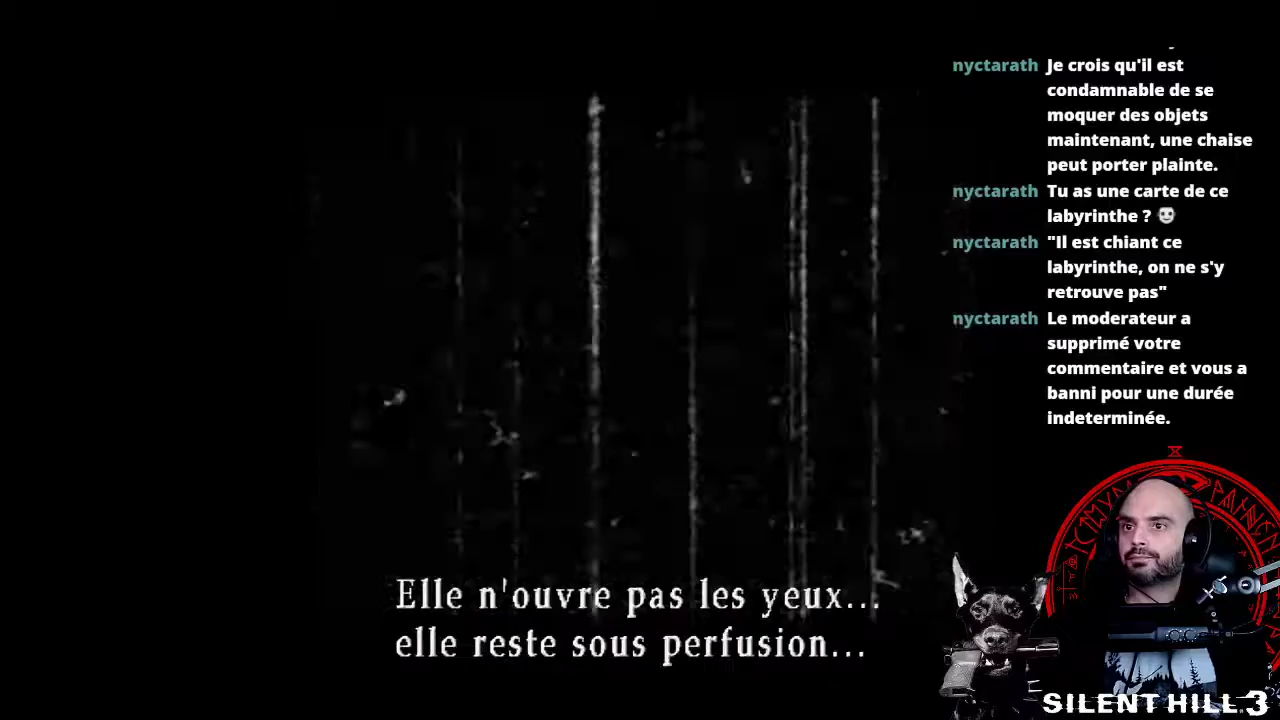 nyctarath Je crois qu'il est
condamnable de se
moquer des objets
maintenant, une chaise
peut porter plainte.
nyctarath Tu as une carte de ce
labyrinthe ?
nyctarath "Il est chiant ce
labyrinthe, on ne s'y
retrouve pas"
nyctarath Le moderateur a
supprimé votre
commentaire et vous a
banni pour une durée
indeterminée.
Elle n'ouvre pas les yeux...
elle reste sous perfusion...
SILENT HILL 3